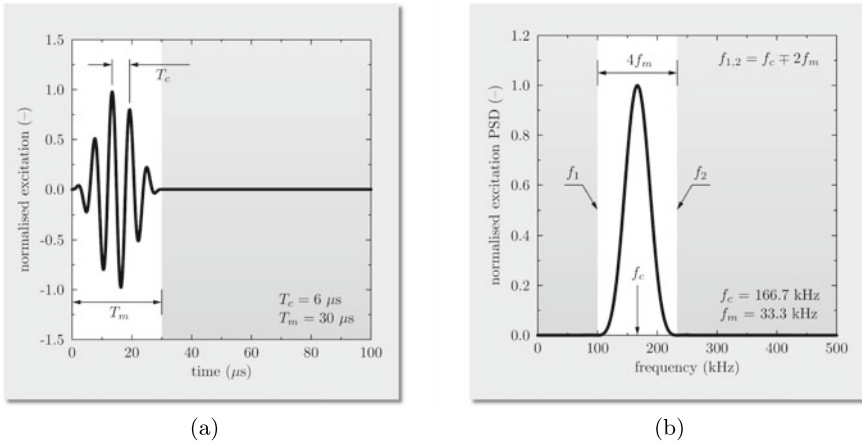 1.5
1.0
0.5
0.0
-0.5
-1.0
-1.5
normalised excitation (–)
T_c
T_m
T_c = 6 μs
T_m = 30 μs
0 20 40 60 80 100
time (μs)
(a)
1.2
1.0
0.8
0.6
0.4
0.2
0.0
normalised excitation PSD (–)
4f_m
f_{1,2} = f_c ∓ 2f_m
f_1
f_2
f_c
f_c = 166.7 kHz
f_m = 33.3 kHz
0 100 200 300 400 500
frequency (kHz)
(b)